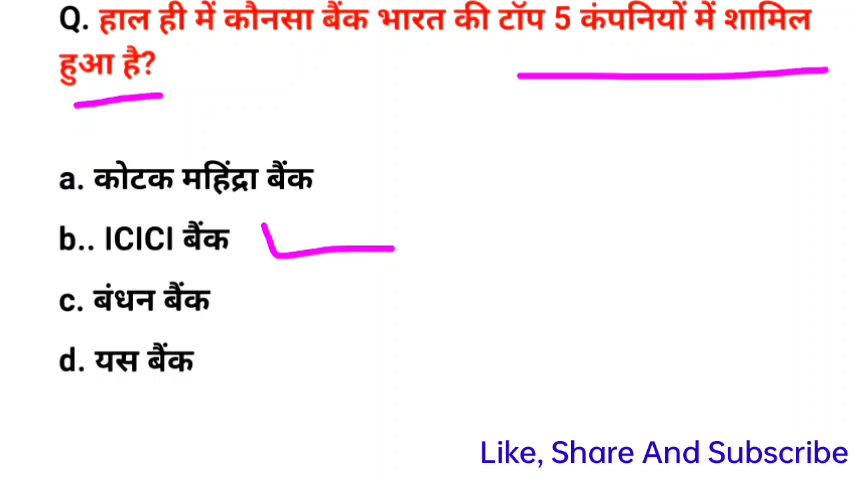 Q. हाल ही में कौनसा बैंक भारत की टॉप 5 कंपनियों में शामिल
हुआ है?
a. कोटक महिंद्रा बैंक
b.. ICICI बैंक
c. बंधन बैंक
d. यस बैंक
Like, Share And Subscribe